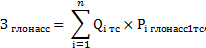 З глонасс = ∑ⁿᵢ₌₁ Qᵢ тс × Pᵢ глонасс1тс,